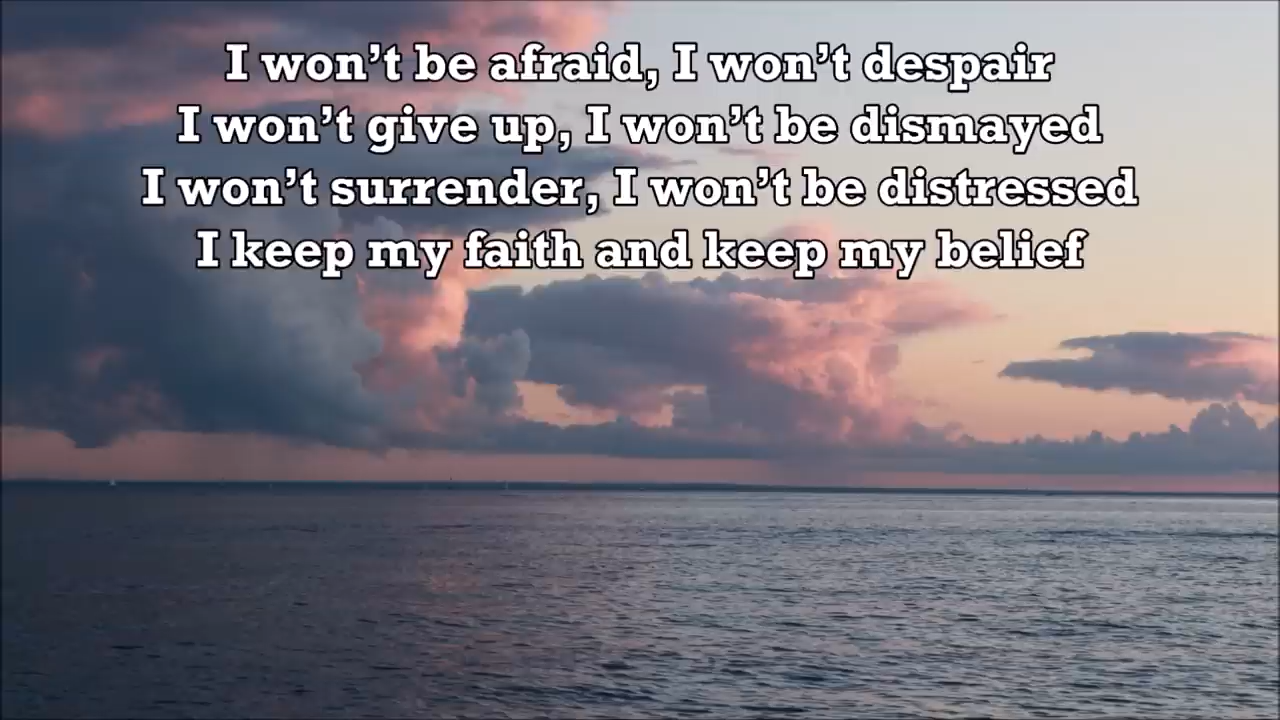 I won’t be afraid, I won’t despair
I won’t give up, I won’t be dismayed
I won’t surrender, I won’t be distressed
I keep my faith and keep my belief